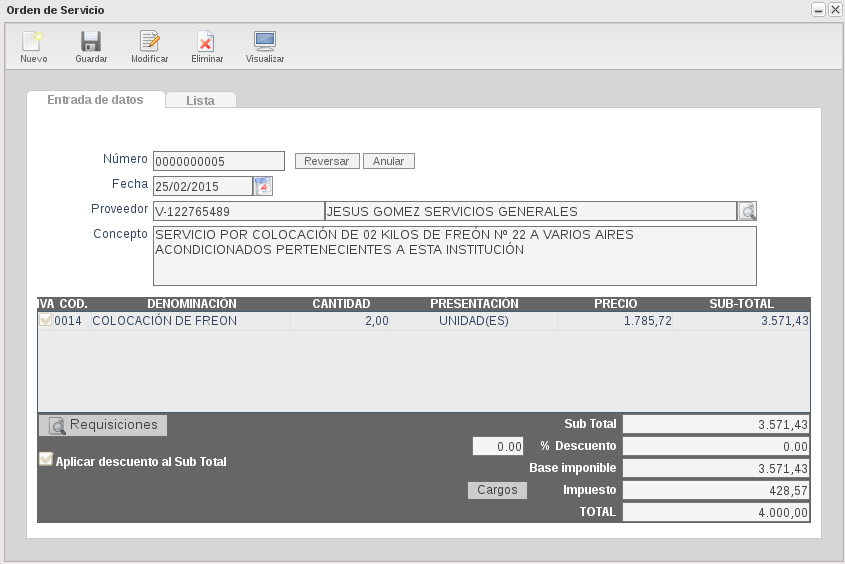 Orden de Servicio
Nuevo Guardar Modificar Eliminar Visualizar
Entrada de datos Lista
Número 0000000005 Reversar Anular
Fecha 25/02/2015
Proveedor V-122765489 JESUS GOMEZ SERVICIOS GENERALES
Concepto SERVICIO POR COLOCACIÓN DE 02 KILOS DE FREÓN Nº 22 A VARIOS AIRES
ACONDICIONADOS PERTENECIENTES A ESTA INSTITUCIÓN
IVA COD. DENOMINACIÓN CANTIDAD PRESENTACIÓN PRECIO SUB-TOTAL
0014 COLOCACIÓN DE FREON 2,00 UNIDAD(ES) 1.785,72 3.571,43
Requisiciones Sub Total 3.571,43
0.00 % Descuento 0.00
Aplicar descuento al Sub Total
Base imponible 3.571,43
Cargos Impuesto 428,57
TOTAL 4.000,00